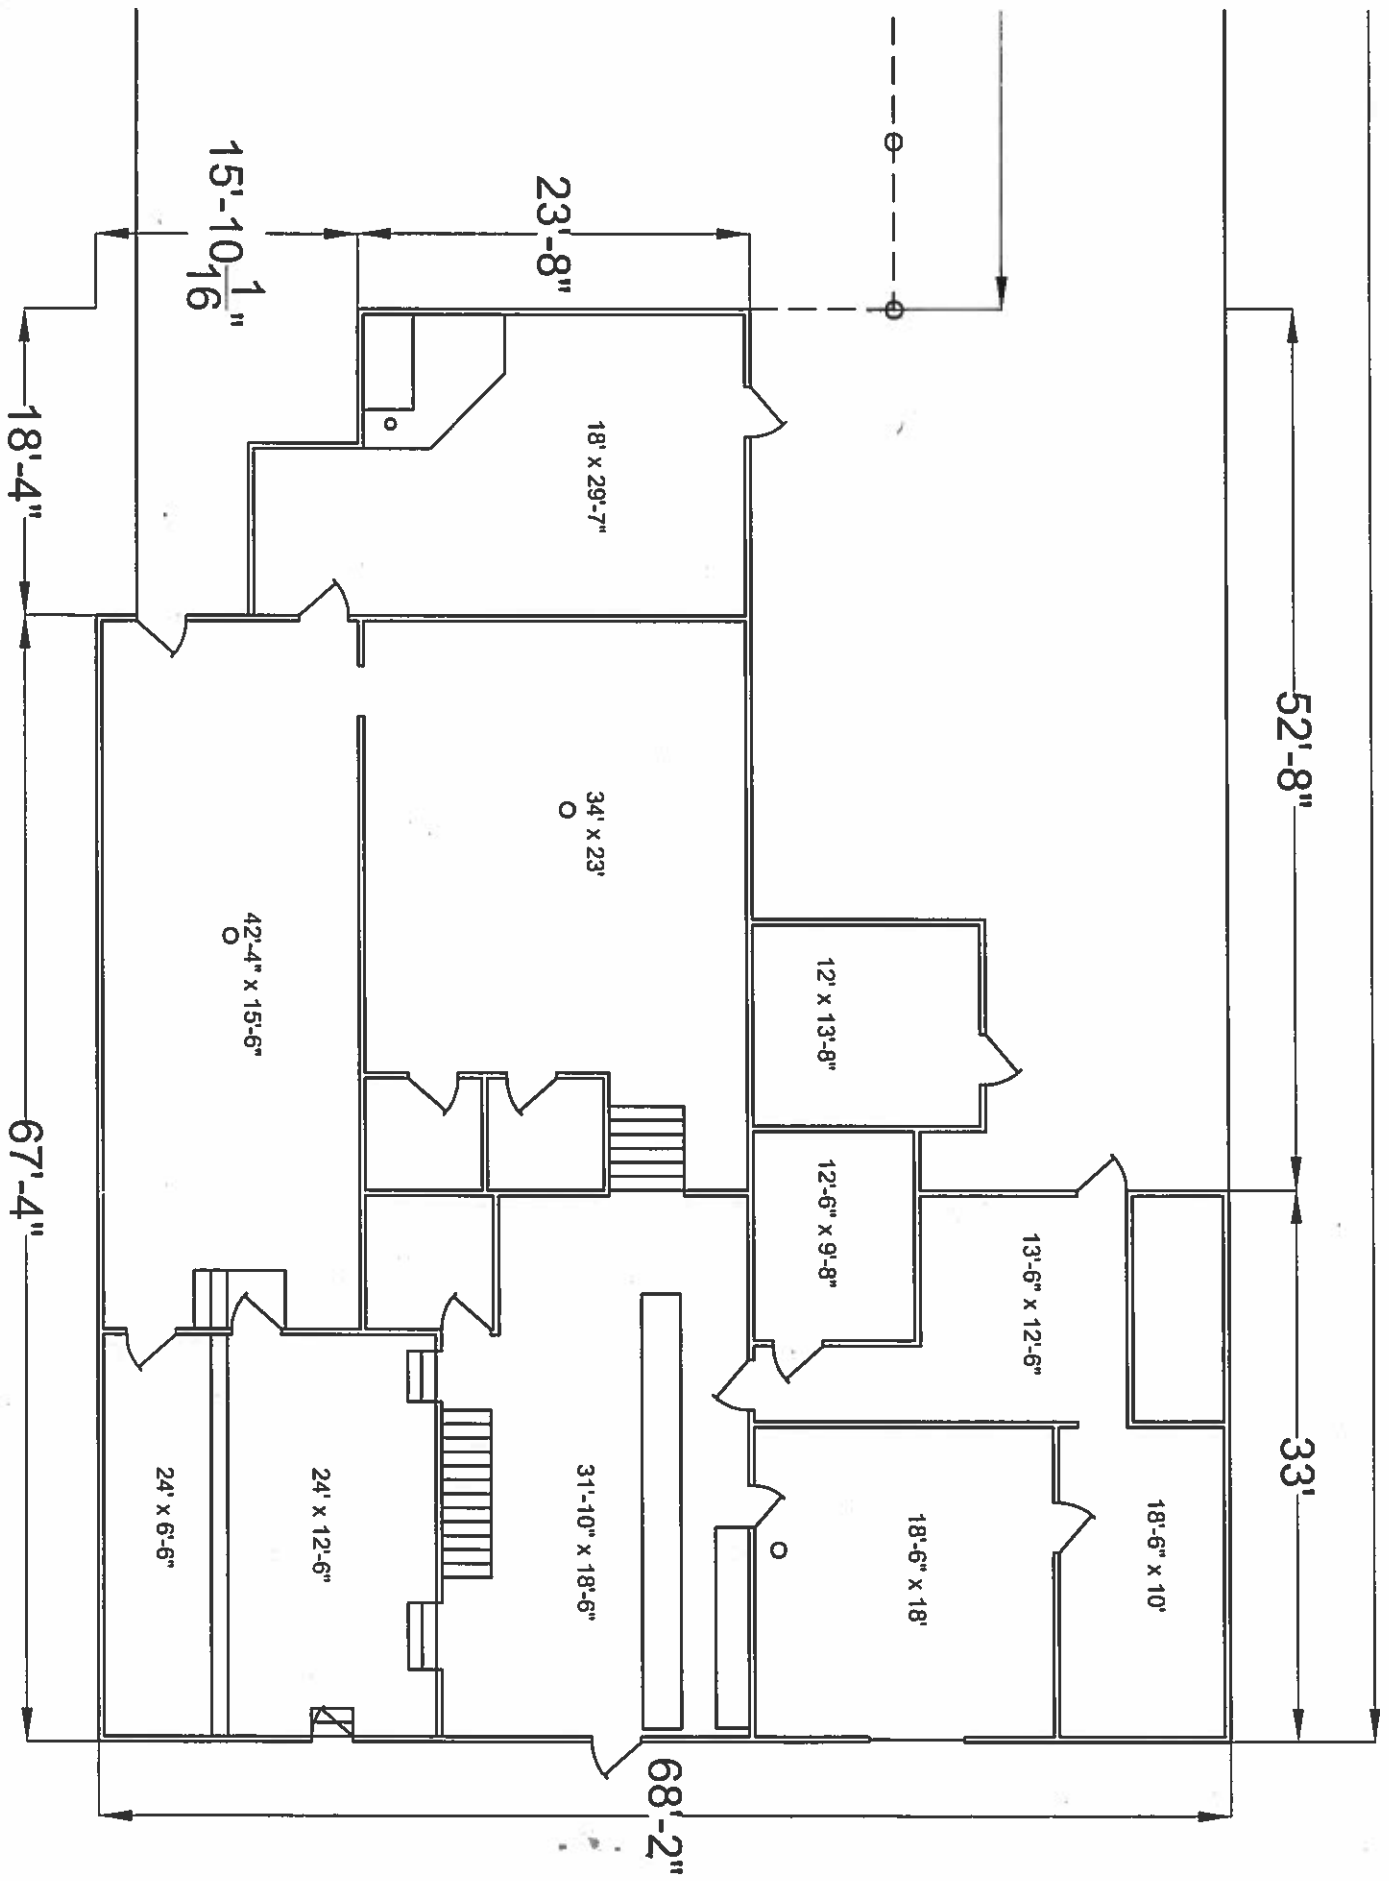 52'-8"
33'
23'-8"
15'-10 1/16"
18'-4"
67'-4"
68'-2"
18' x 29'-7"
34' x 23'
42'-4" x 15'-6"
12' x 13'-8"
12'-6" x 9'-8"
13'-6" x 12'-6"
18'-6" x 10'
18'-6" x 18'
31'-10" x 18'-6"
24' x 12'-6"
24' x 6'-6"